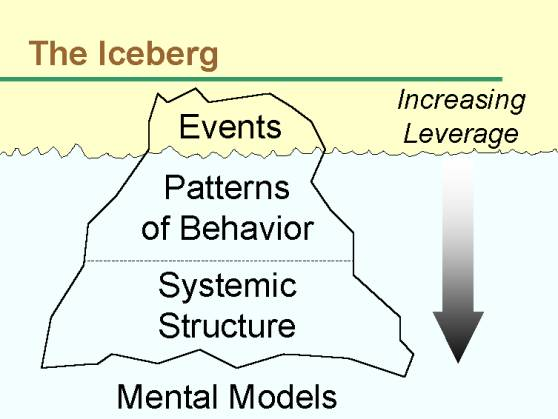 The Iceberg
Increasing
Leverage
Events
Patterns
of Behavior
Systemic
Structure
Mental Models